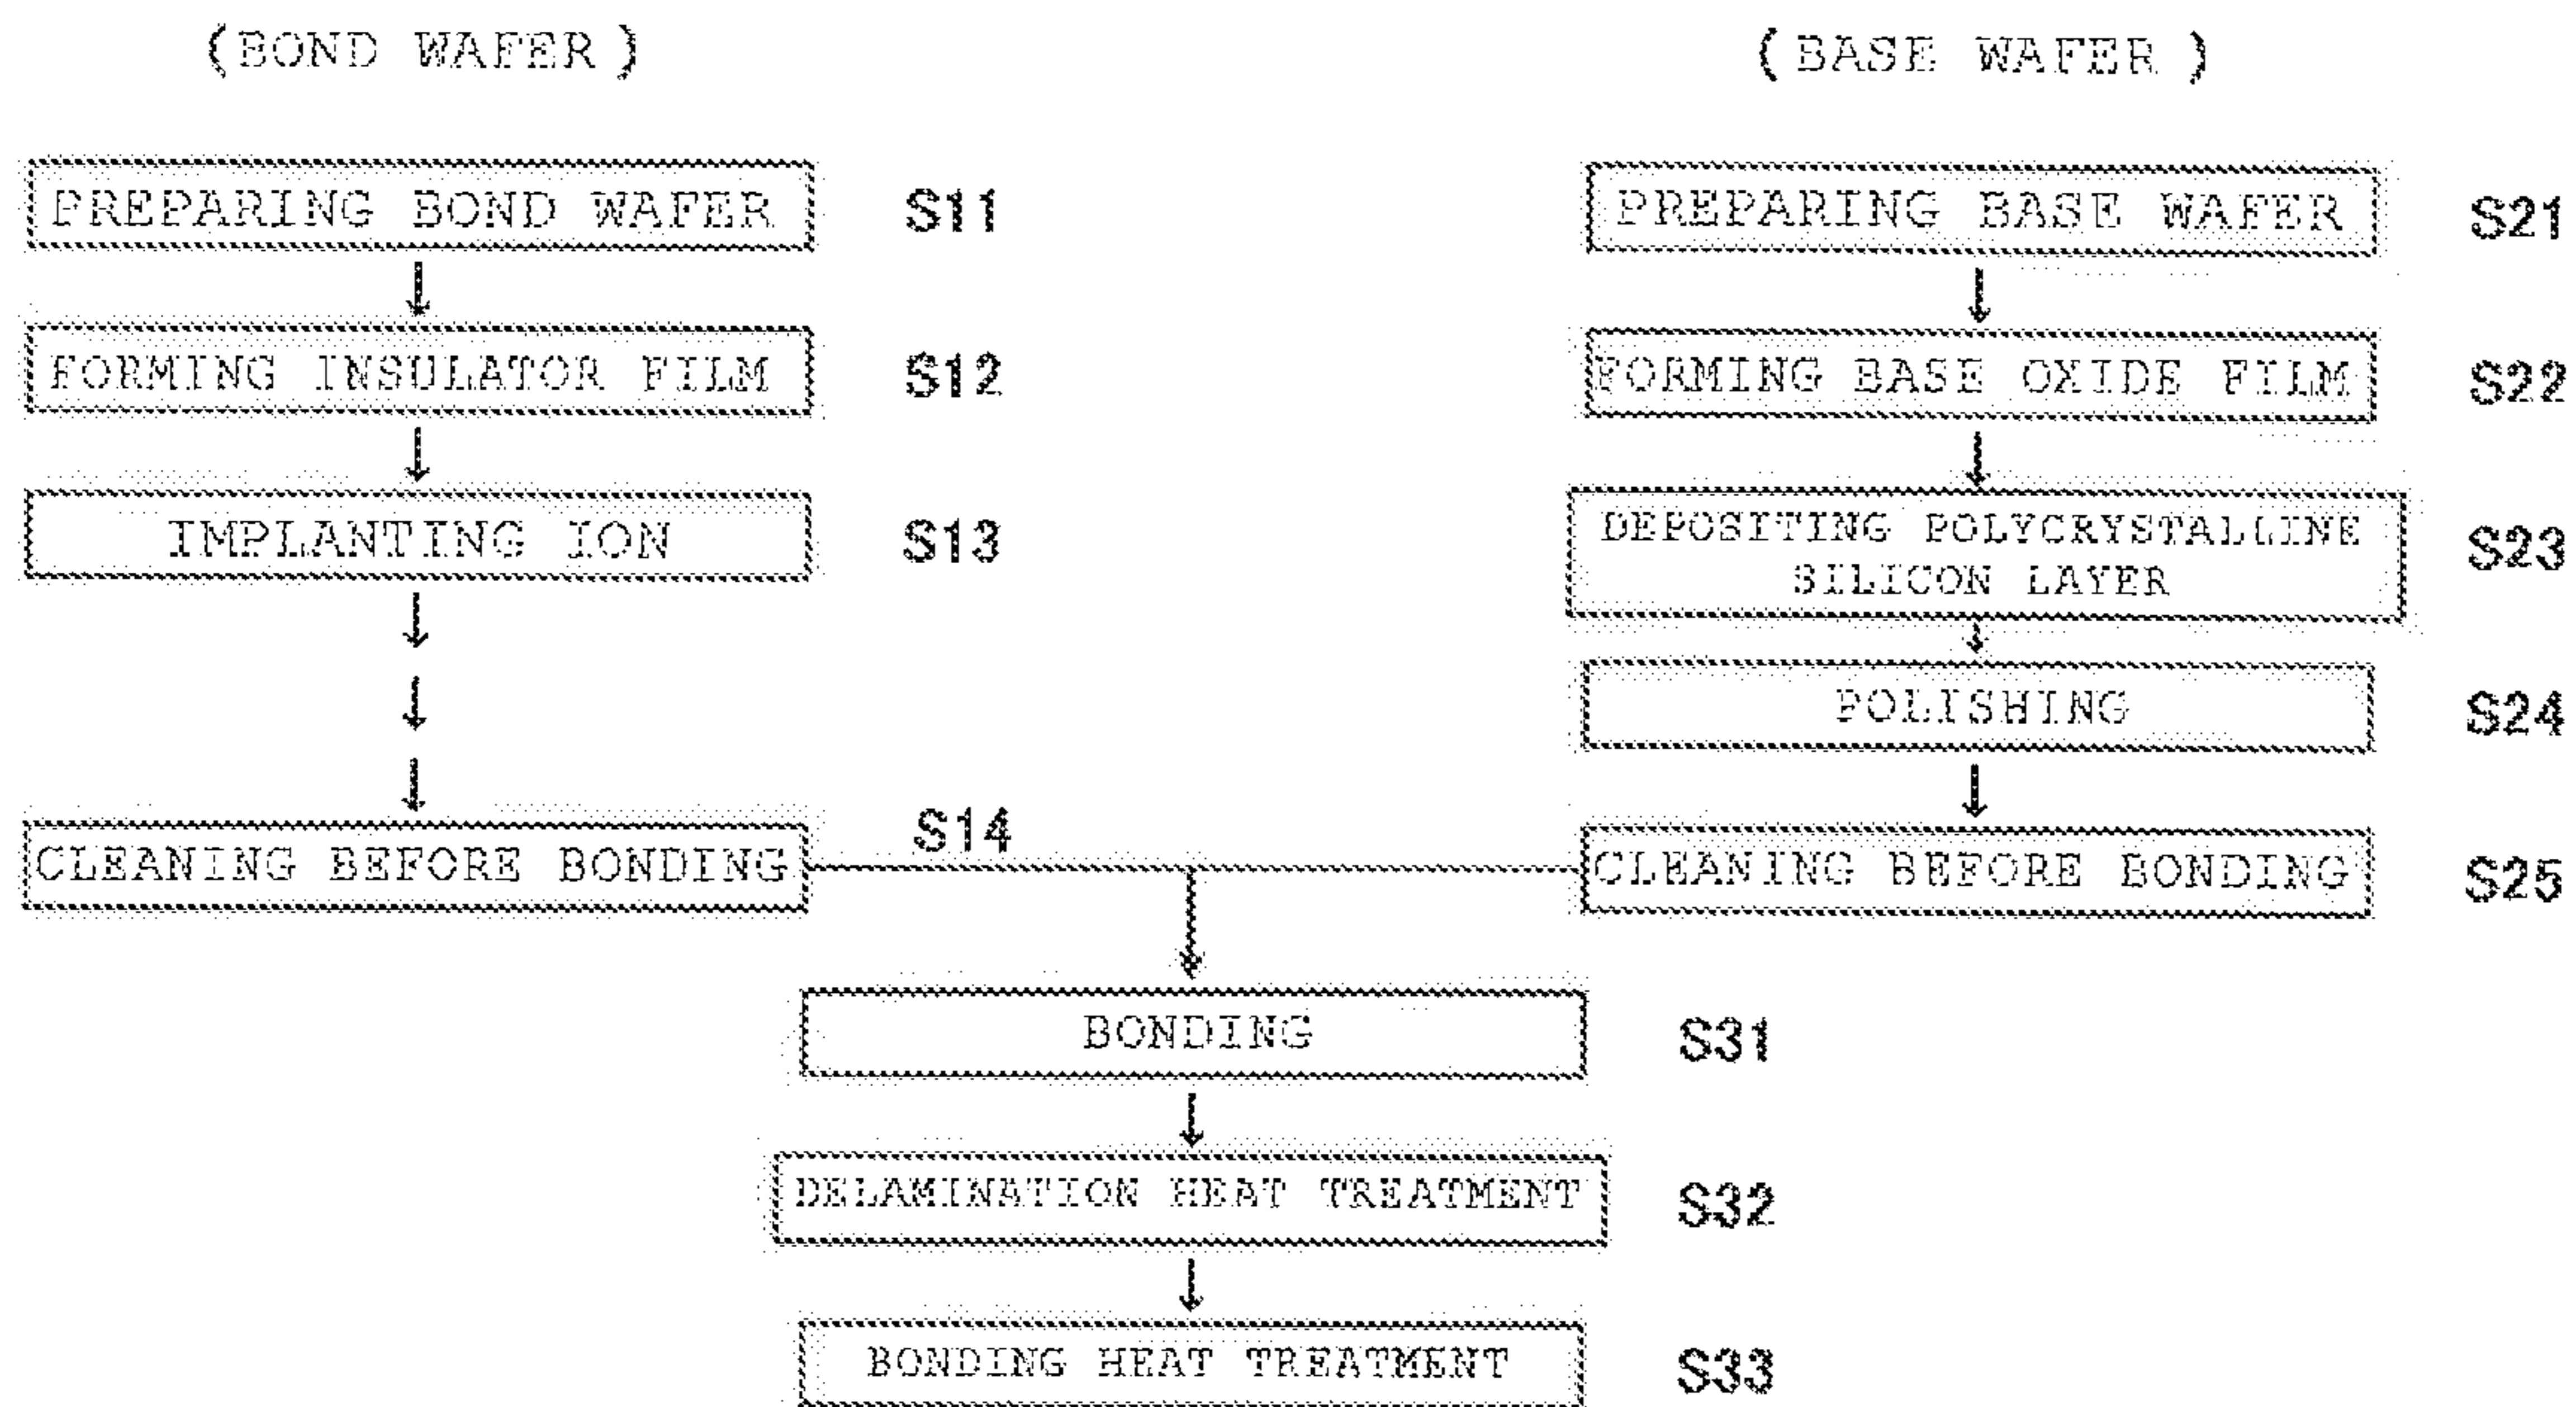 (BOND WAFER)
(BASE WAFER)
PREPARING BOND WAFER
S11
PREPARING BASE WAFER
S21
FORMING INSULATOR FILM
S12
FORMING BASE OXIDE FILM
S22
IMPLANTING ION
S13
DEPOSITING POLYCRYSTALLINE
SILICON LAYER
S23
POLISHING
S24
CLEANING BEFORE BONDING
S14
CLEANING BEFORE BONDING
S25
BONDING
S31
DELAMINATION HEAT TREATMENT
S32
BONDING HEAT TREATMENT
S33